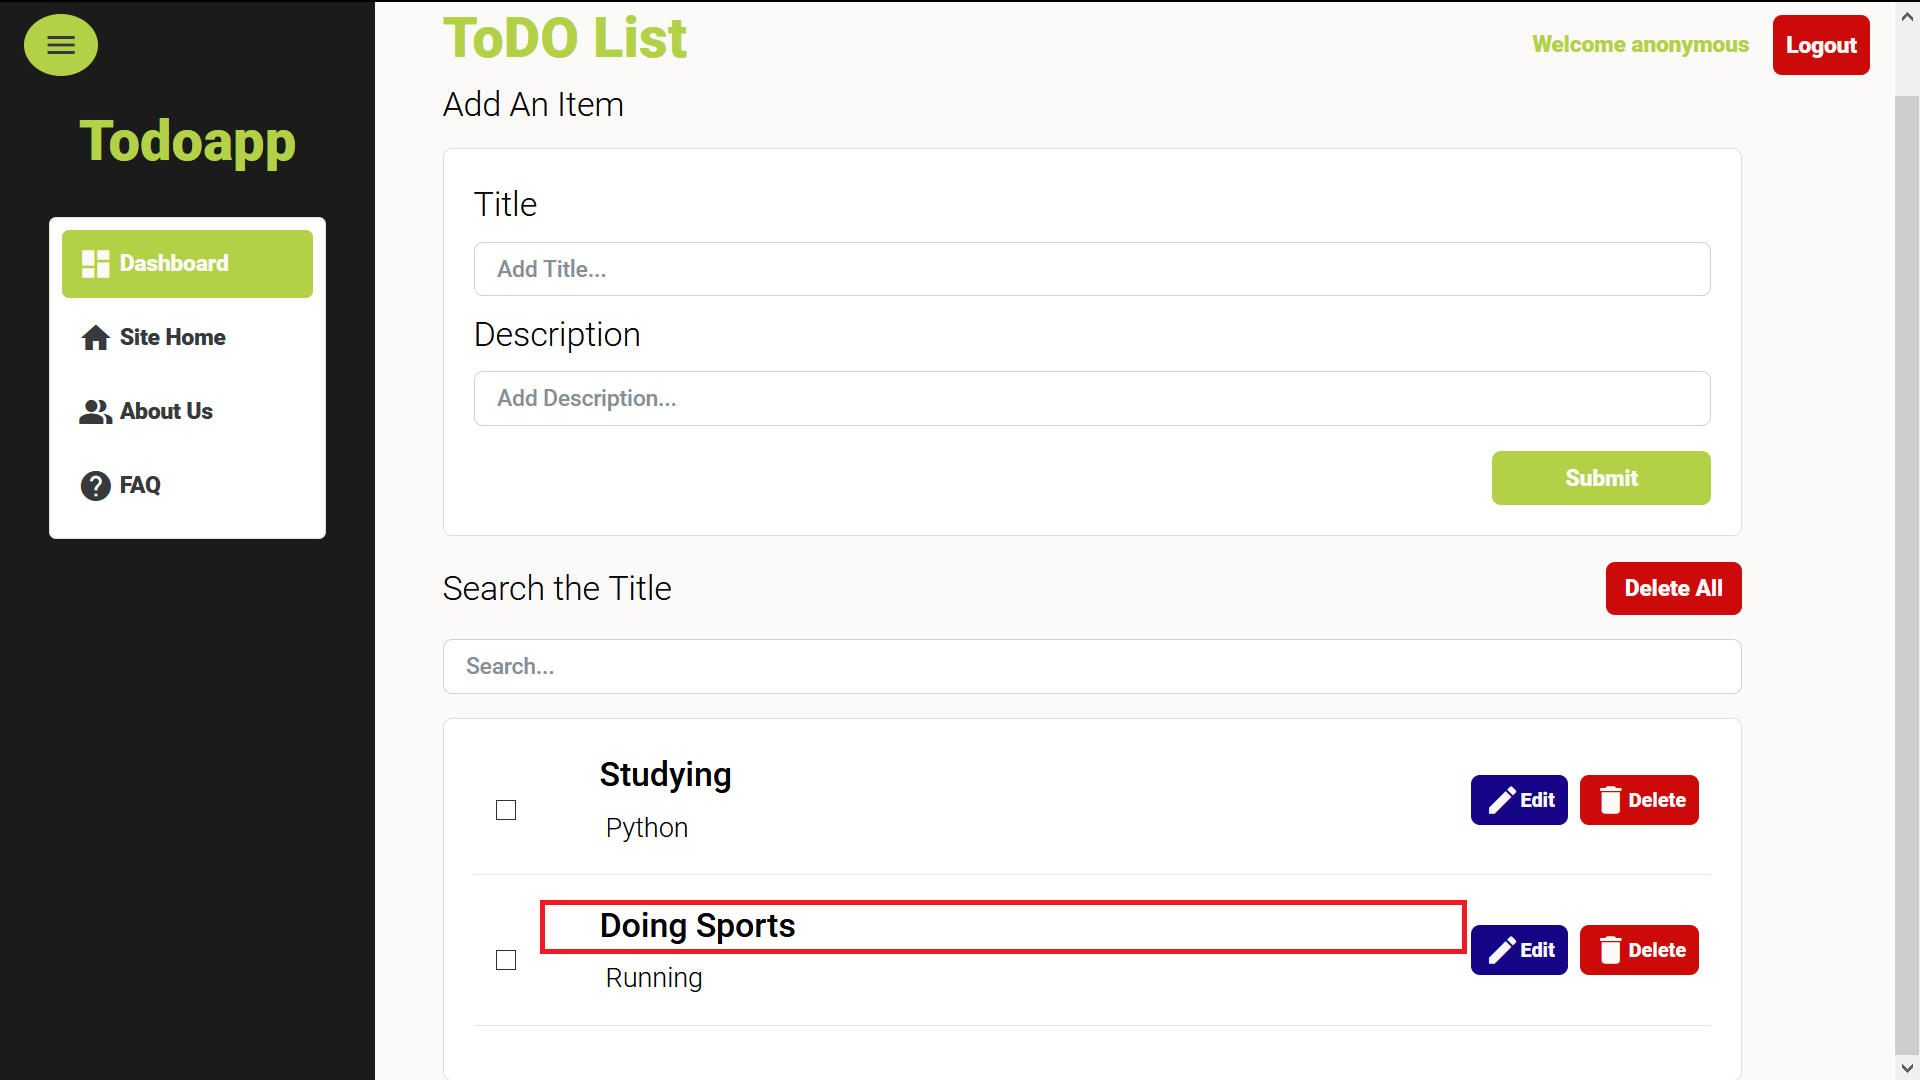 Todoapp
Dashboard
Site Home
About Us
FAQ
ToDO List
Welcome anonymous
Logout
Add An Item
Title
Add Title...
Description
Add Description...
Submit
Search the Title
Delete All
Search...
Studying
Python
Edit
Delete
Doing Sports
Running
Edit
Delete